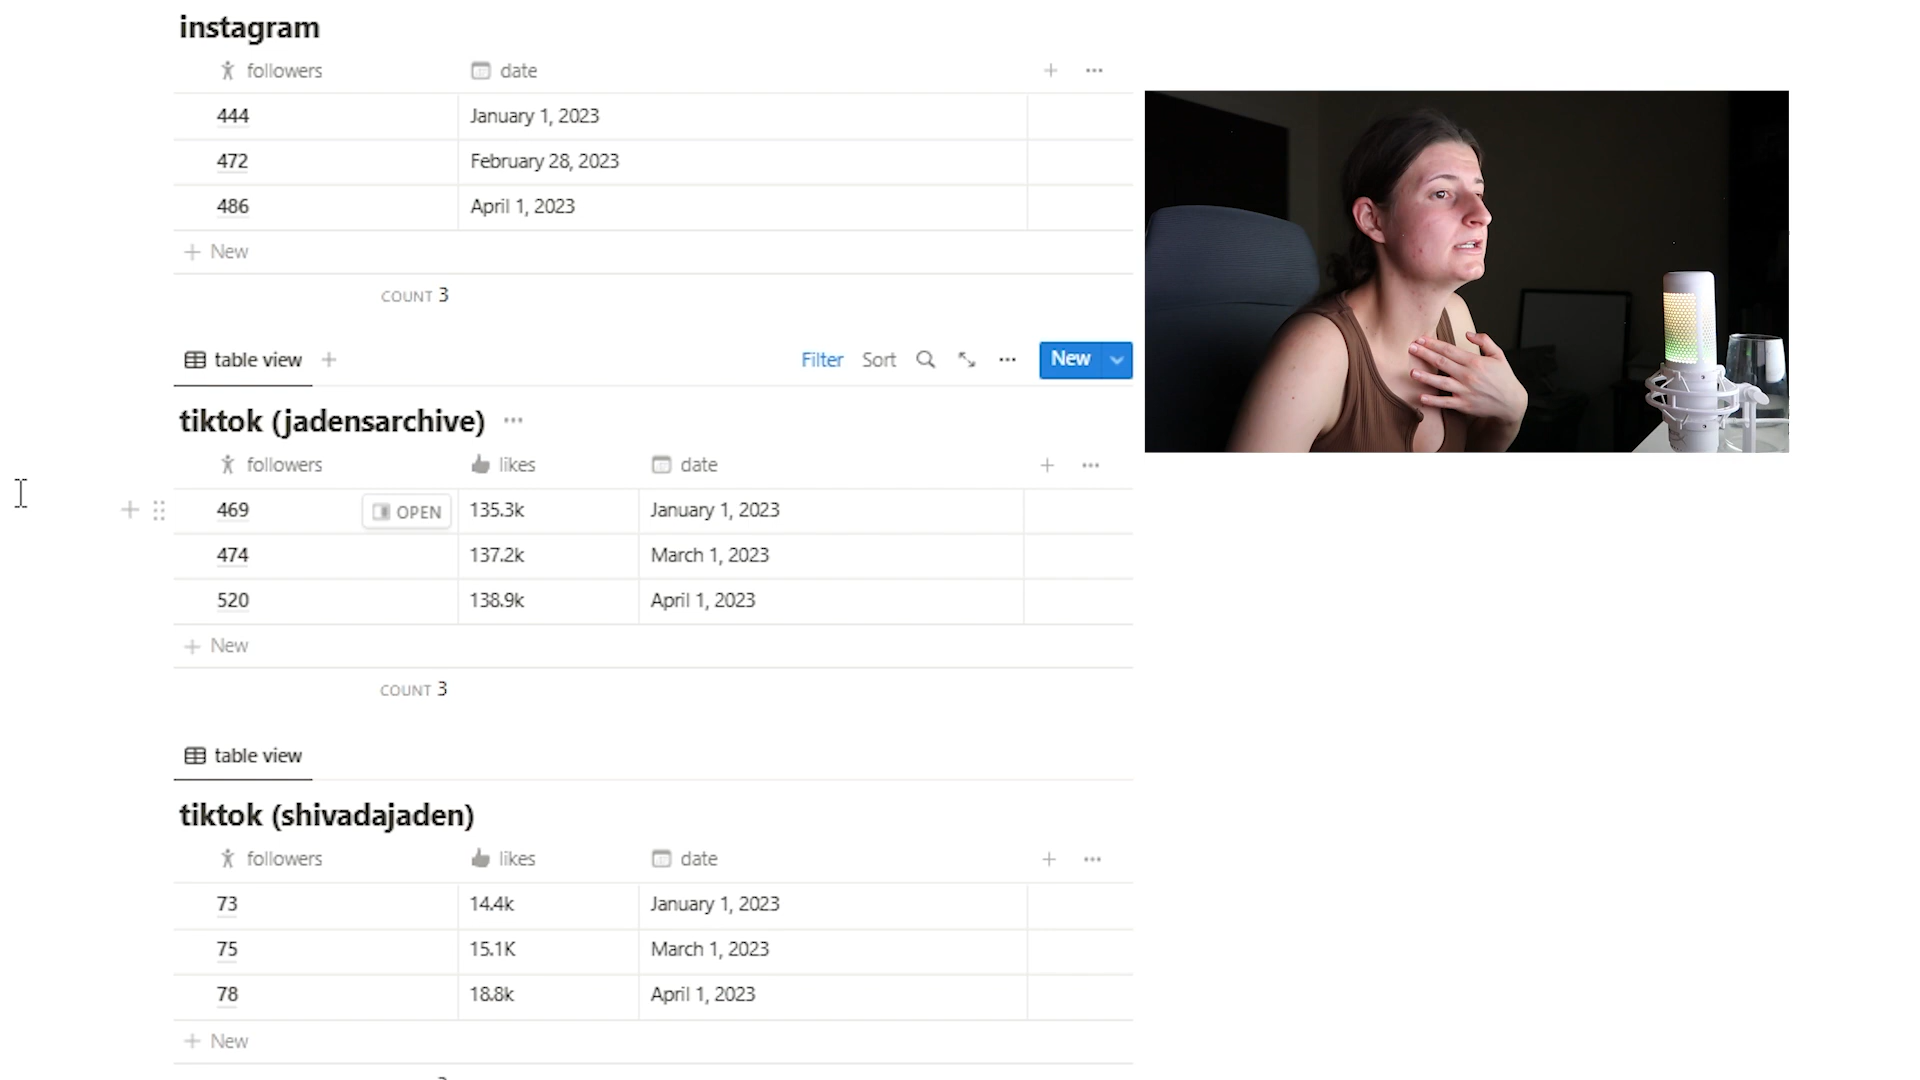 instagram
followers date
444 January 1, 2023
472 February 28, 2023
486 April 1, 2023
New
COUNT 3
table view Filter Sort New
tiktok (jadensarchive)
followers likes date
469 OPEN 135.3k January 1, 2023
474 137.2k March 1, 2023
520 138.9k April 1, 2023
New
COUNT 3
table view
tiktok (shivadajaden)
followers likes date
73 14.4k January 1, 2023
75 15.1K March 1, 2023
78 18.8k April 1, 2023
New